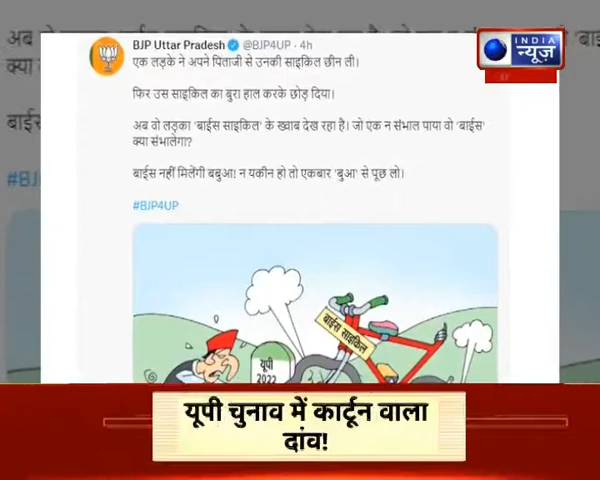 BJP Uttar Pradesh @BJP4UP · 4h
INDIA
न्यूज़
एक लड़के ने अपने पिताजी से उनकी साइकिल छीन ली।
फिर उस साइकिल का बुरा हाल करके छोड़ दिया।
अब वो लड़का 'बाईस साइकिल' के ख्वाब देख रहा है। जो एक न संभाल पाया वो 'बाईस'
क्या संभालेगा?
बाईस नहीं मिलेंगी बबुआ! न यकीन हो तो एकबार 'बुआ' से पूछ लो।
#BJP4UP
बाईस साइकिल
यूपी
2022
यूपी चुनाव में कार्टून वाला
दांव!